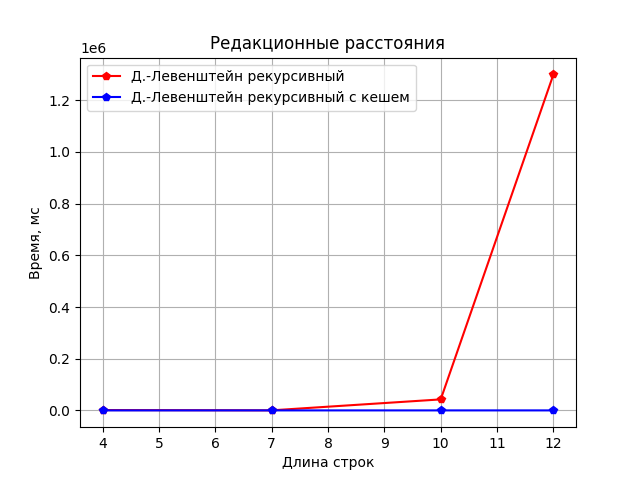 Редакционные расстояния
1e6
Д.-Левенштейн рекурсивный
Д.-Левенштейн рекурсивный с кешем
1.2
1.0
0.8
0.6
0.4
0.2
0.0
Время, мс
4 5 6 7 8 9 10 11 12
Длина строк